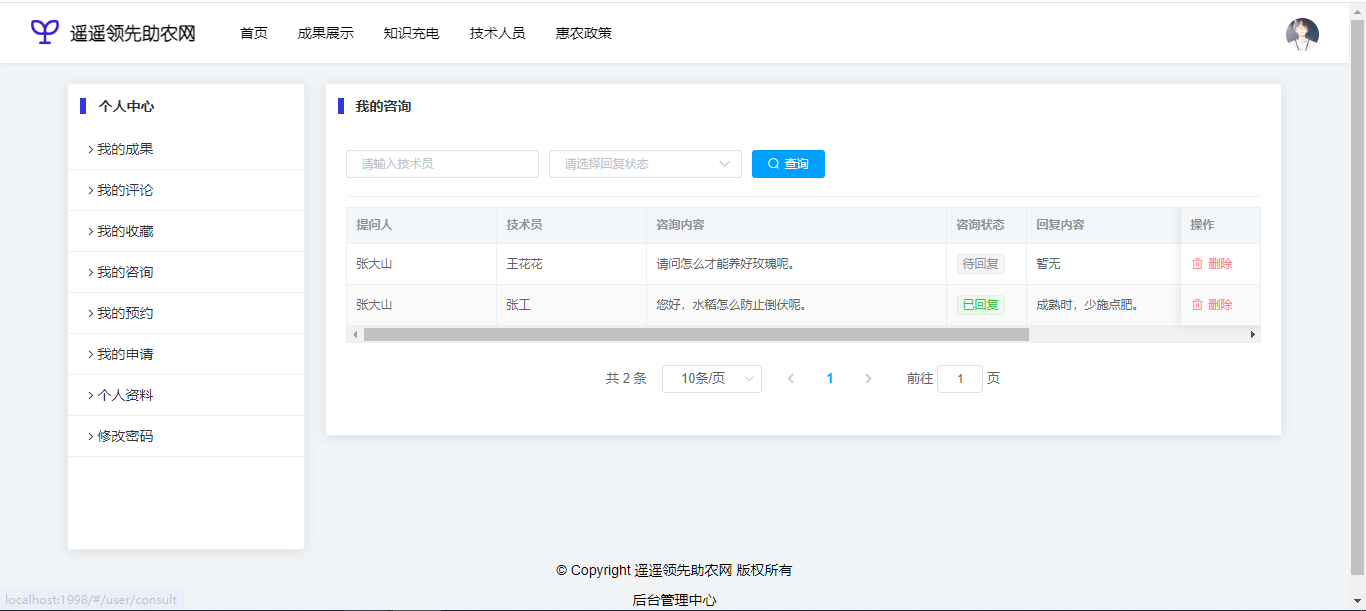 遥遥领先助农网 首页 成果展示 知识充电 技术人员 惠农政策
个人中心
我的成果
我的评论
我的收藏
我的咨询
我的预约
我的申请
个人资料
修改密码
我的咨询
请输入技术员 请选择回复状态 查询
提问人 技术员 咨询内容 咨询状态 回复内容 操作
张大山 王花花 请问怎么才能养好玫瑰呢。 待回复 暂无 删除
张大山 张工 您好，水稻怎么防止倒伏呢。 已回复 成熟时，少施点肥。 删除
共 2 条 10条/页 1 前往 1 页
© Copyright 遥遥领先助农网 版权所有
后台管理中心
localhost:1998/#/user/consult